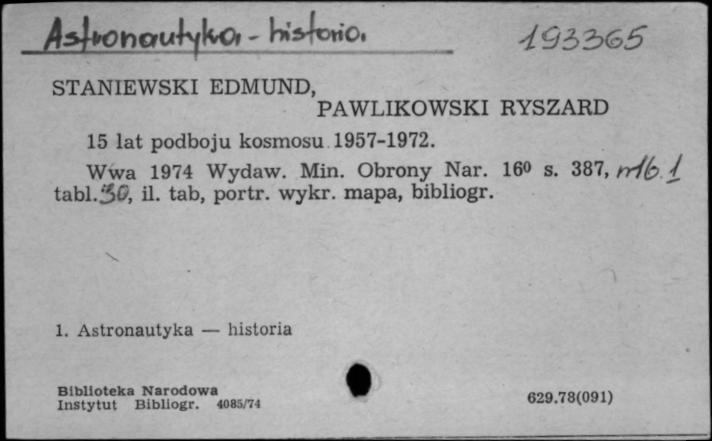 Astronautyka - historia
193365
STANIEWSKI EDMUND,
PAWLIKOWSKI RYSZARD
15 lat podboju kosmosu 1957-1972.
Wwa 1974 Wydaw. Min. Obrony Nar. 16⁰ s. 387, nlb. 1
tabl. 30, il. tab, portr. wykr. mapa, bibliogr.
1. Astronautyka — historia
Biblioteka Narodowa
Instytut Bibliogr. 4085/74
629.78(091)